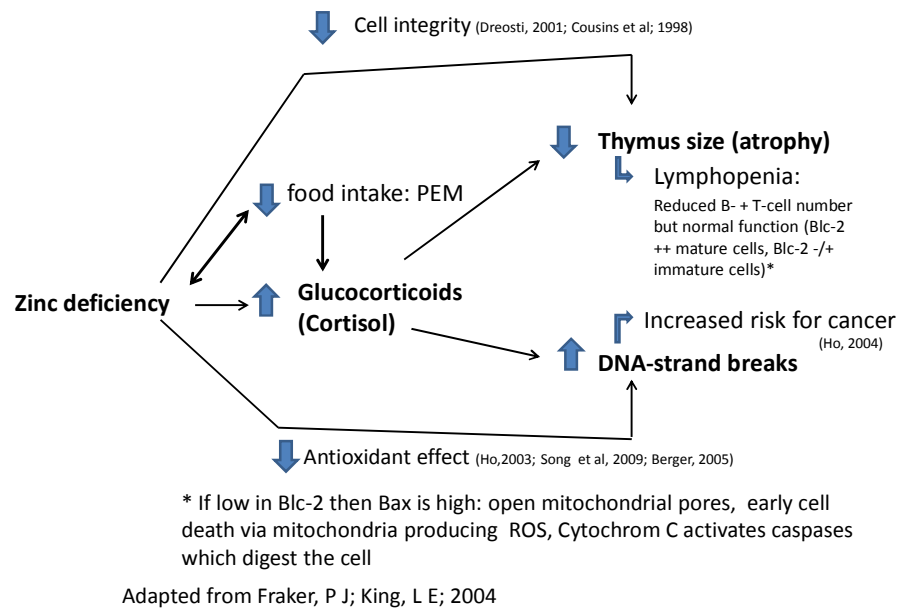 Cell integrity (Dreosti, 2001; Cousins et al; 1998)
Thymus size (atrophy)
Lymphopenia:
Reduced B- + T-cell number
but normal function (Blc-2
++ mature cells, Blc-2 -/+
immature cells)*
food intake: PEM
Zinc deficiency
Glucocorticoids
(Cortisol)
Increased risk for cancer
(Ho, 2004)
DNA-strand breaks
Antioxidant effect (Ho,2003; Song et al, 2009; Berger, 2005)
* If low in Blc-2 then Bax is high: open mitochondrial pores, early cell
death via mitochondria producing ROS, Cytochrom C activates caspases
which digest the cell
Adapted from Fraker, P J; King, L E; 2004